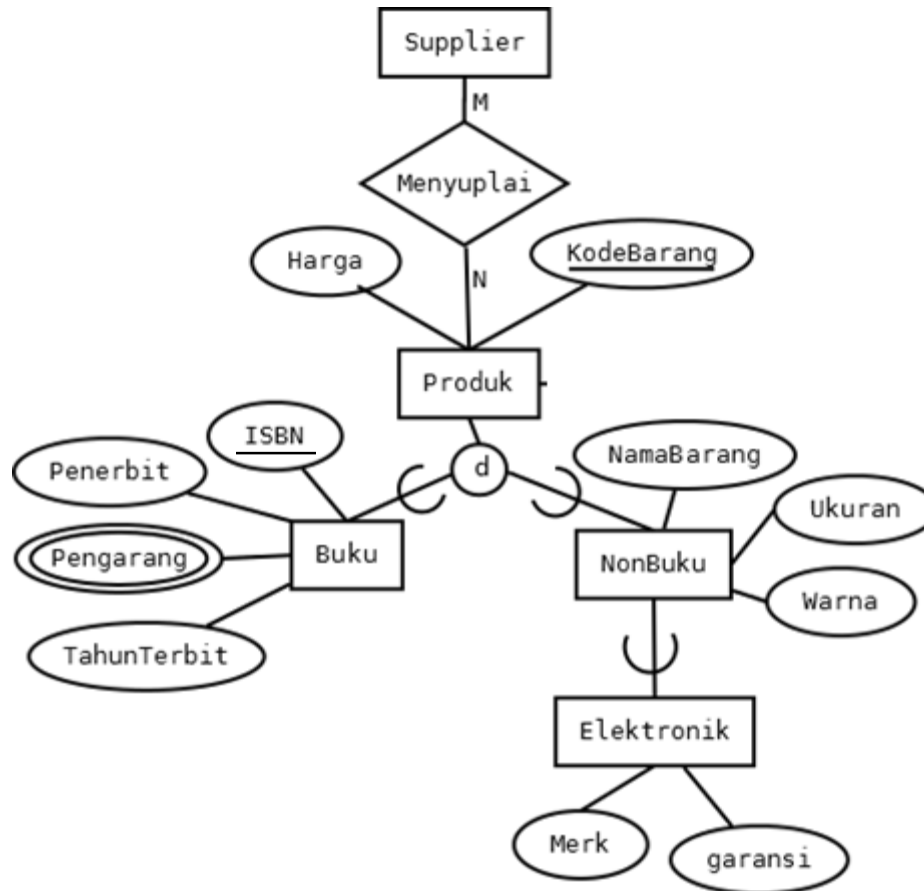 Supplier
M
Menyuplai
Harga
KodeBarang
N
Produk
ISBN
Penerbit
d
NamaBarang
Ukuran
Pengarang
Buku
NonBuku
Warna
TahunTerbit
Elektronik
Merk
garansi